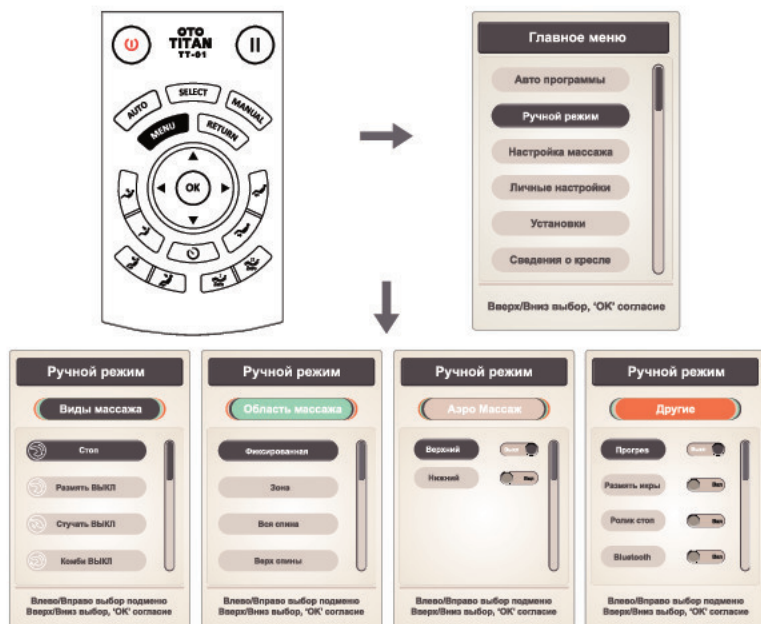 OTO
TITAN
TT-01
AUTO
SELECT
MANUAL
MENU
RETURN
OK
Главное меню
Авто программы
Ручной режим
Настройка массажа
Личные настройки
Установки
Сведения о кресле
Вверх/Вниз выбор, 'OK' согласие
Ручной режим
Виды массажа
Стоп
Размять ВЫКЛ
Стучать ВЫКЛ
Комби ВЫКЛ
Влево/Вправо выбор подменю
Вверх/Вниз выбор, 'OK' согласие
Ручной режим
Область массажа
Фиксированная
Зона
Вся спина
Верх спины
Влево/Вправо выбор подменю
Вверх/Вниз выбор, 'OK' согласие
Ручной режим
Аэро Массаж
Верхний
Нижний
Вкл
Влево/Вправо выбор подменю
Вверх/Вниз выбор, 'OK' согласие
Ручной режим
Другие
Прогрев
Размять икры
Вкл
Ролик стоп
Вкл
Bluetooth
Вкл
Влево/Вправо выбор подменю
Вверх/Вниз выбор, 'OK' согласие